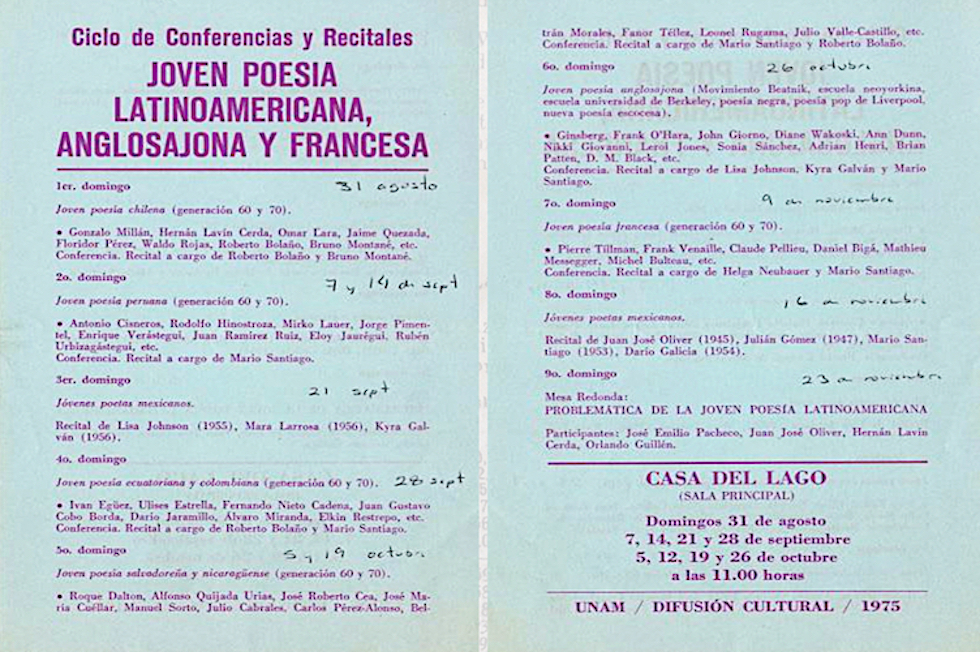 Ciclo de Conferencias y Recitales
JOVEN POESIA
LATINOAMERICANA,
ANGLOSAJONA Y FRANCESA
1er. domingo 31 agosto
Joven poesía chilena (generación 60 y 70).
• Gonzalo Millán, Hernán Lavín Cerda, Omar Lara, Jaime Quezada,
Floridor Pérez, Waldo Rojas, Roberto Bolaño, Bruno Montané, etc.
Conferencia. Recital a cargo de Roberto Bolaño y Bruno Montané.
2o. domingo 7 y 14 de sept
Joven poesía peruana (generación 60 y 70).
• Antonio Cisneros, Rodolfo Hinostroza, Mirko Lauer, Jorge Pimen-
tel, Enrique Verástegui, Juan Ramírez Ruiz, Eloy Jaurégui, Rubén
Urbizagástegui, etc.
Conferencia. Recital a cargo de Mario Santiago.
3er. domingo 21 sept
Jóvenes poetas mexicanos.
Recital de Lisa Johnson (1955), Mara Larrosa (1956), Kyra Gal-
ván (1956).
4o. domingo
Joven poesía ecuatoriana y colombiana (generación 60 y 70). 28 sept
• Ivan Egüez, Ulises Estrella, Fernando Nieto Cadena, Juan Gustavo
Cobo Borda, Darío Jaramillo, Álvaro Miranda, Elkin Restrepo, etc.
Conferencia. Recital a cargo de Roberto Bolaño y Mario Santiago.
5o. domingo 5 y 19 octubre
Joven poesía salvadoreña y nicaragüense (generación 60 y 70).
• Roque Dalton, Alfonso Quijada Urias, José Roberto Cea, José Ma-
ría Cuéllar, Manuel Sorto, Julio Cabrales, Carlos Pérez-Alonso, Bel-
trán Morales, Fanor Téllez, Leonel Rugama, Julio Valle-Castillo, etc.
Conferencia. Recital a cargo de Mario Santiago y Roberto Bolaño.
6o. domingo 26 octubre
Joven poesía anglosajona (Movimiento Beatnik, escuela neoyorkina,
escuela universidad de Berkeley, poesía negra, poesía pop de Liverpool,
nueva poesía escocesa).
• Ginsberg, Frank O'Hara, John Giorno, Diane Wakoski, Ann Dunn,
Nikki Giovanni, Leroi Jones, Sonia Sánchez, Adrian Henri, Brian
Patten, D. M. Black, etc.
Conferencia. Recital a cargo de Lisa Johnson, Kyra Galván y Mario
Santiago.
7o. domingo 9 de noviembre
Joven poesía francesa (generación 60 y 70).
• Pierre Tillman, Frank Venaille, Claude Pellieu, Daniel Bigá, Mathieu
Messegger, Michel Bulteau, etc.
Conferencia. Recital a cargo de Helga Neubauer y Mario Santiago.
8o. domingo 16 de noviembre
Jóvenes poetas mexicanos.
Recital de Juan José Oliver (1945), Julián Gómez (1947), Mario San-
tiago (1953), Darío Galicia (1954).
9o. domingo 23 de noviembre
Mesa Redonda:
PROBLEMÁTICA DE LA JOVEN POESÍA LATINOAMERICANA
Participantes: José Emilio Pacheco, Juan José Oliver, Hernán Lavín
Cerda, Orlando Guillén.
CASA DEL LAGO
(SALA PRINCIPAL)
Domingos 31 de agosto
7, 14, 21 y 28 de septiembre
5, 12, 19 y 26 de octubre
a las 11.00 horas
UNAM / DIFUSIÓN CULTURAL / 1975